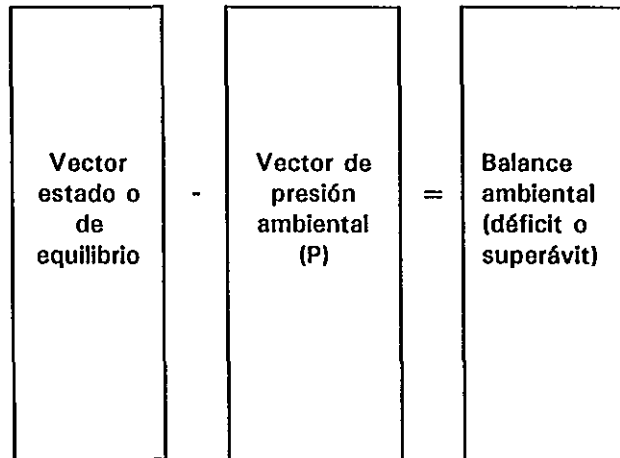 Vector
estado o
de
equilibrio
-
Vector de
presión
ambiental
(P)
=
Balance
ambiental
(déficit o
superávit)